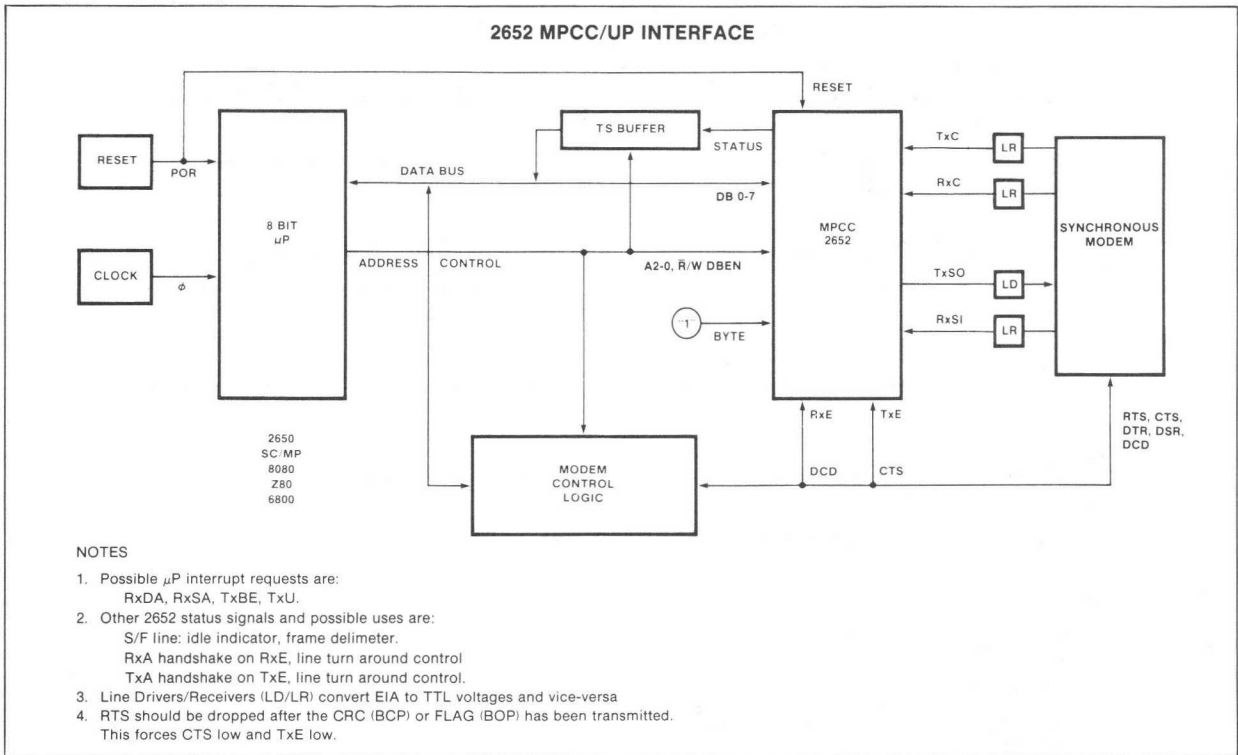 2652 MPCC/UP INTERFACE
RESET
TS BUFFER
STATUS
RESET
POR
DATA BUS
DB 0-7
8 BIT
μP
MPCC
2652
TxC
LR
RxC
LR
SYNCHRONOUS
MODEM
CLOCK
ϕ
ADDRESS
CONTROL
A2-0, R̅/W DBEN
TxSO
LD
"1"
BYTE
RxSI
LR
RxE
TxE
RTS, CTS,
DTR, DSR,
DCD
2650
SC/MP
8080
Z80
6800
MODEM
CONTROL
LOGIC
DCD
CTS
NOTES
1. Possible μP interrupt requests are:
RxDA, RxSA, TxBE, TxU.
2. Other 2652 status signals and possible uses are:
S/F line: idle indicator, frame delimeter.
RxA handshake on RxE, line turn around control
TxA handshake on TxE, line turn around control.
3. Line Drivers/Receivers (LD/LR) convert EIA to TTL voltages and vice-versa
4. RTS should be dropped after the CRC (BCP) or FLAG (BOP) has been transmitted.
This forces CTS low and TxE low.